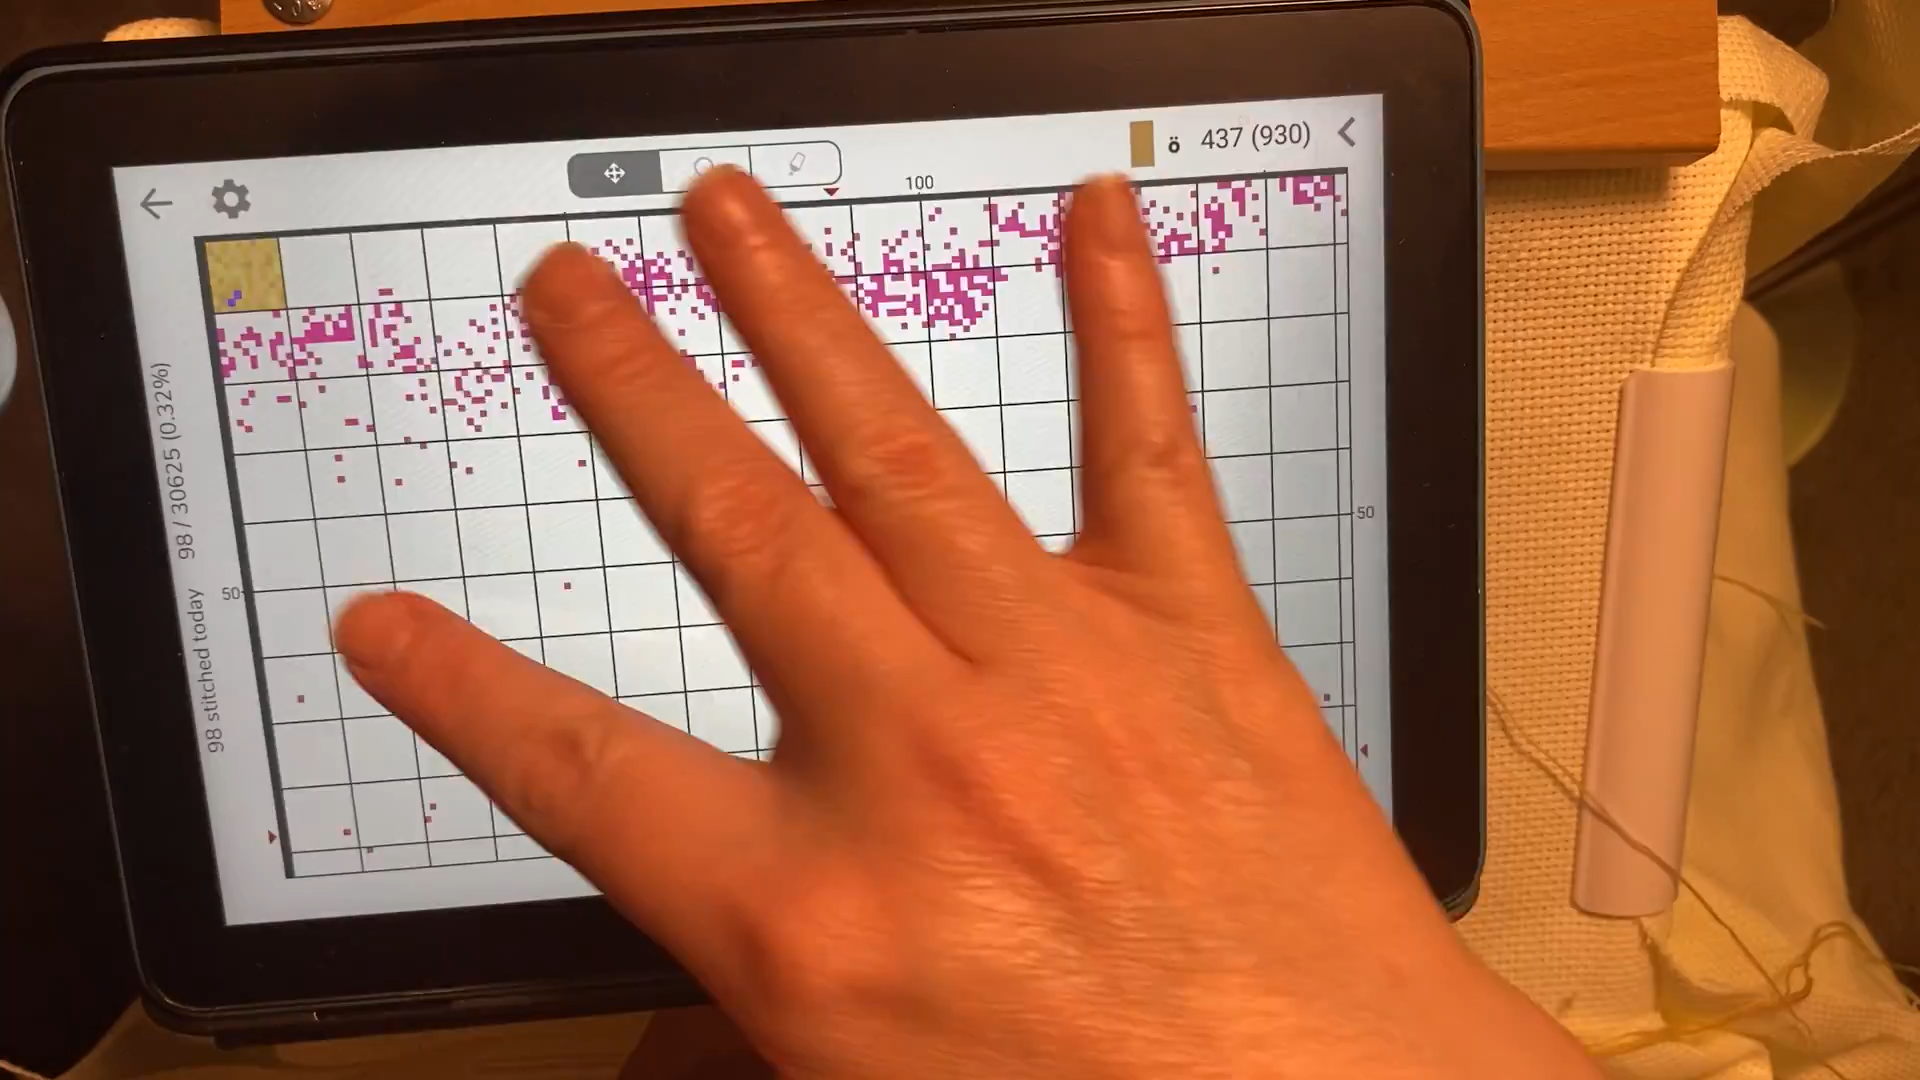 ö 437 (930)
100
98 / 30625 (0.32%)
98 stitched today
50
50